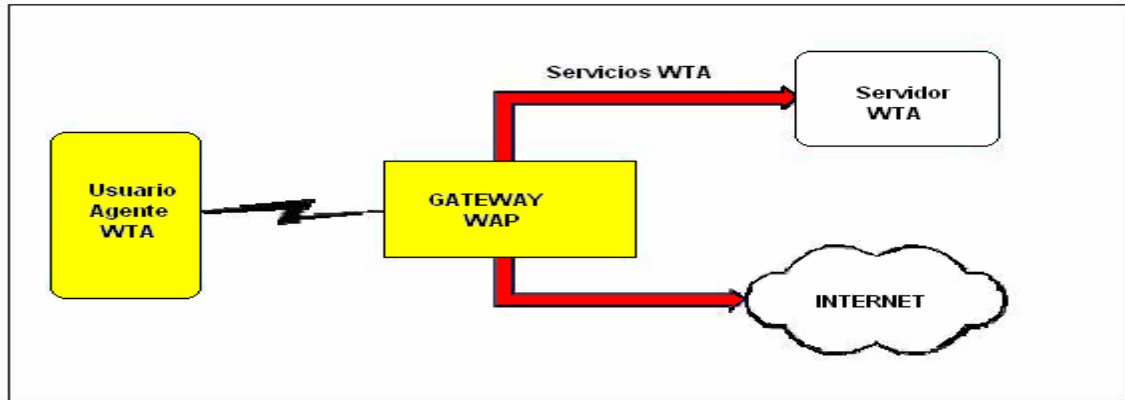 Servicios WTA
Servidor
WTA
Usuario
Agente
WTA
GATEWAY
WAP
INTERNET